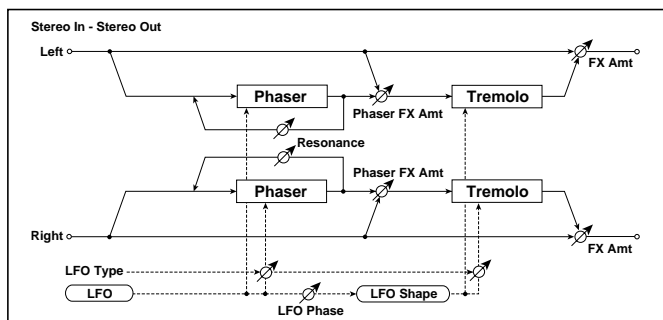 Stereo In - Stereo Out
Left
FX Amt
Phaser
Tremolo
Phaser FX Amt
Resonance
Phaser FX Amt
Phaser
Tremolo
Right
FX Amt
LFO Type
LFO
LFO Shape
LFO Phase